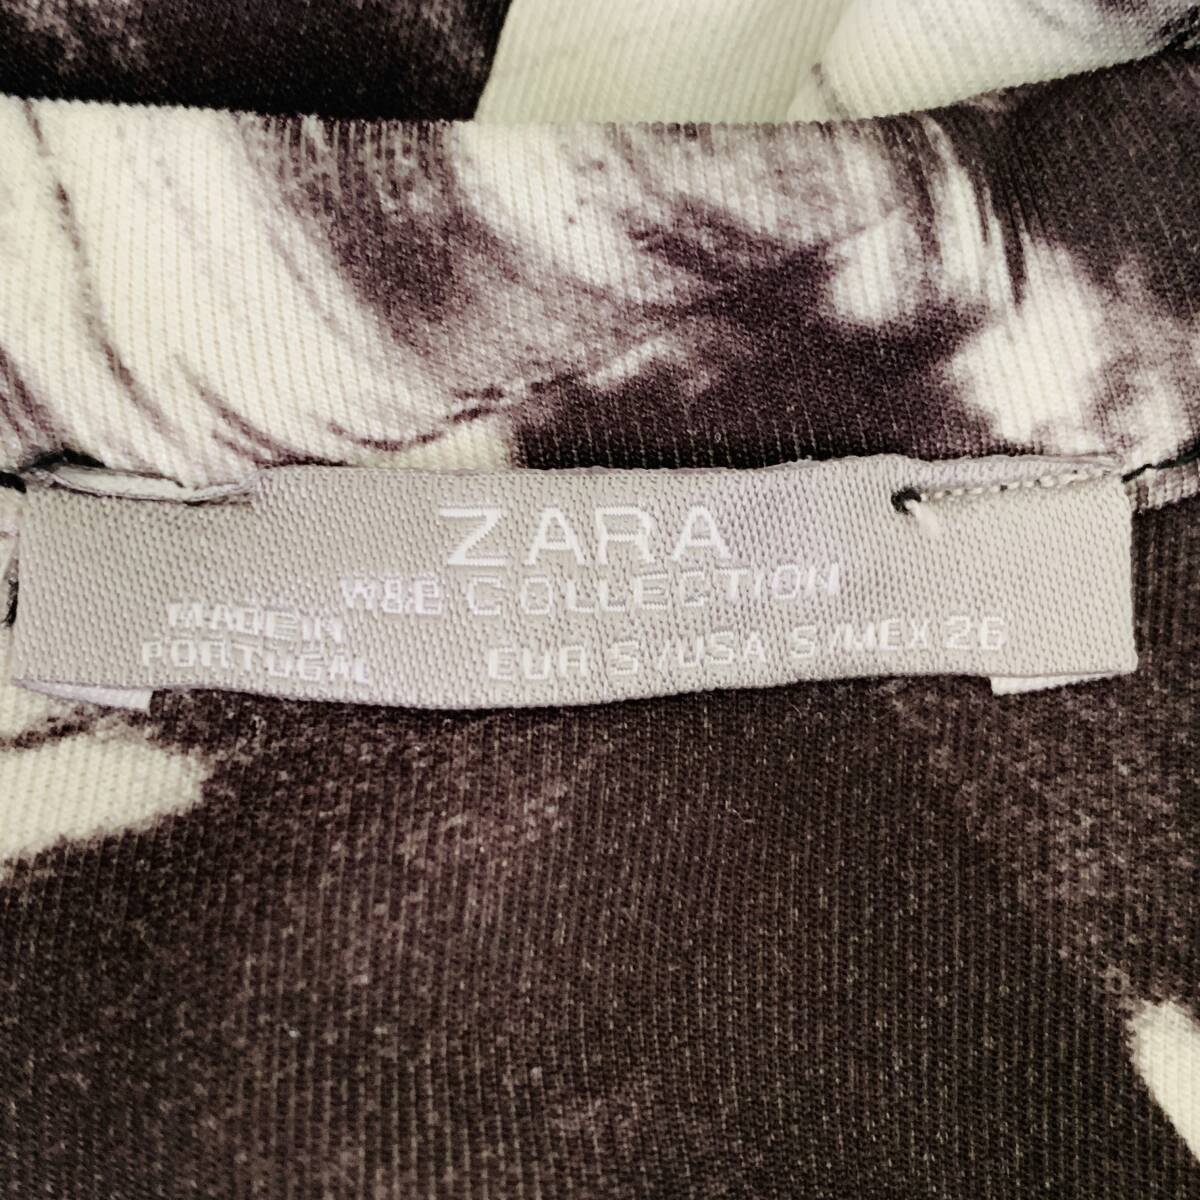 ZARA
W&B COLLECTION
MADE IN
PORTUGAL
EUR S/USA S/MEX 26